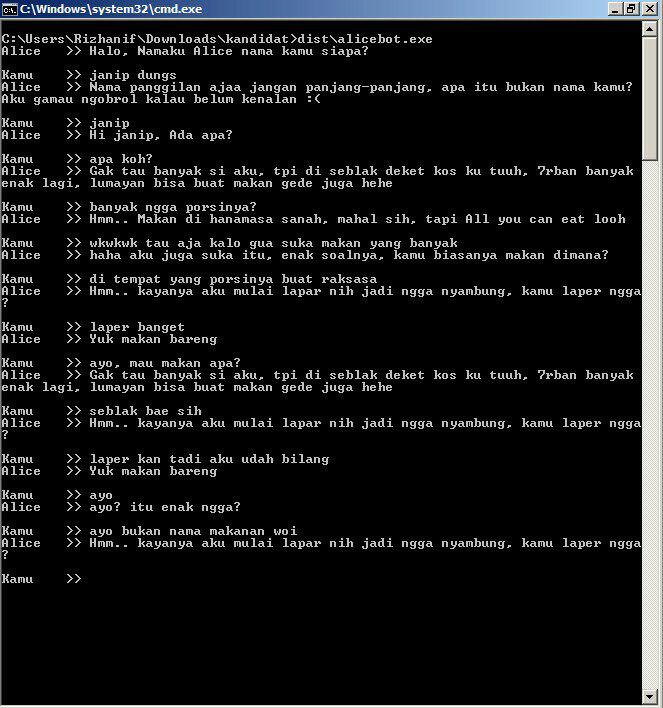 C:\Windows\system32\cmd.exe
C:\Users\Rizhanif\Downloads\kandidat>dist\alicebot.exe
Alice >> Halo, Namaku Alice nama kamu siapa?
Kamu >> janip dungs
Alice >> Nama panggilan ajaa jangan panjang-panjang, apa itu bukan nama kamu?
Aku gamau ngobrol kalau belum kenalan :(
Kamu >> janip
Alice >> Hi janip, Ada apa?
Kamu >> apa koh?
Alice >> Gak tau banyak si aku, tpi di seblak deket kos ku tuuh, 7rban banyak
enak lagi, lumayan bisa buat makan gede juga hehe
Kamu >> banyak ngga porsinya?
Alice >> Hmm.. Makan di hanamasa sanah, mahal sih, tapi All you can eat looh
Kamu >> wkwkwk tau aja kalo gua suka makan yang banyak
Alice >> haha aku juga suka itu, enak soalnya, kamu biasanya makan dimana?
Kamu >> di tempat yang porsinya buat raksasa
Alice >> Hmm.. kayanya aku mulai lapar nih jadi ngga nyambung, kamu laper ngga
?
Kamu >> laper banget
Alice >> Yuk makan bareng
Kamu >> ayo, mau makan apa?
Alice >> Gak tau banyak si aku, tpi di seblak deket kos ku tuuh, 7rban banyak
enak lagi, lumayan bisa buat makan gede juga hehe
Kamu >> seblak bae sih
Alice >> Hmm.. kayanya aku mulai lapar nih jadi ngga nyambung, kamu laper ngga
?
Kamu >> laper kan tadi aku udah bilang
Alice >> Yuk makan bareng
Kamu >> ayo
Alice >> ayo? itu enak ngga?
Kamu >> ayo bukan nama makanan woi
Alice >> Hmm.. kayanya aku mulai lapar nih jadi ngga nyambung, kamu laper ngga
?
Kamu >>